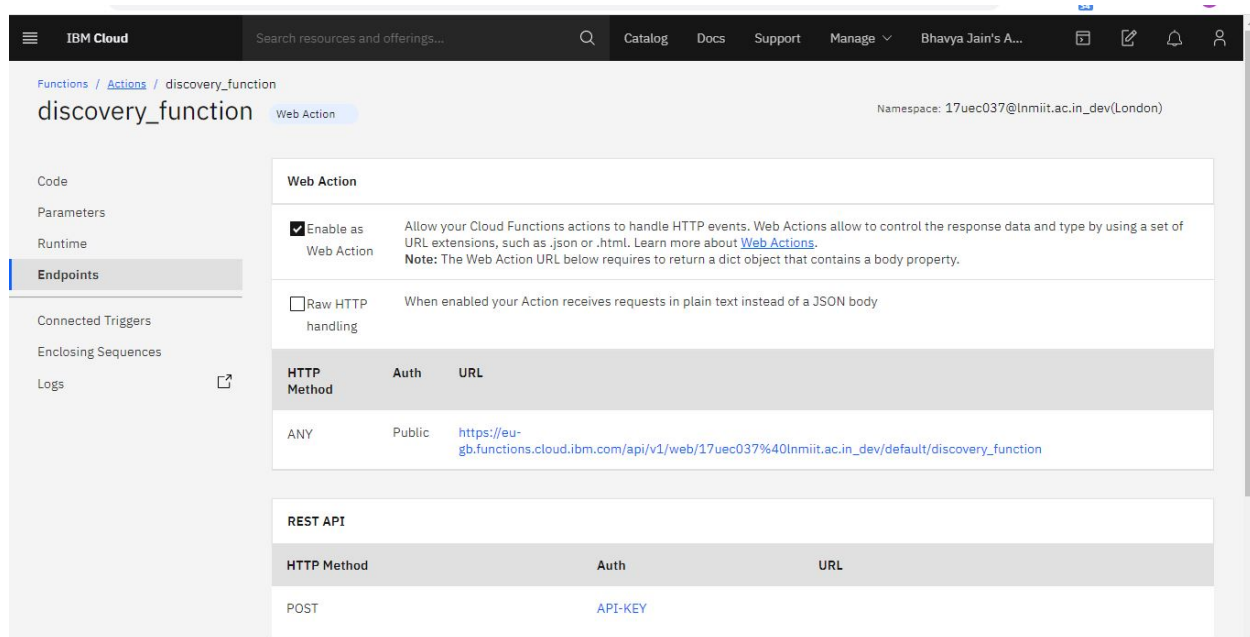 IBM Cloud
Search resources and offerings...
Catalog
Docs
Support
Manage
Bhavya Jain's A...
Functions / Actions / discovery_function
discovery_function
Web Action
Namespace: 17uec037@lnmiit.ac.in_dev(London)
Code
Parameters
Runtime
Endpoints
Connected Triggers
Enclosing Sequences
Logs
Web Action
Enable as
Web Action
Allow your Cloud Functions actions to handle HTTP events. Web Actions allow to control the response data and type by using a set of
URL extensions, such as .json or .html. Learn more about Web Actions.
Note: The Web Action URL below requires to return a dict object that contains a body property.
Raw HTTP
handling
When enabled your Action receives requests in plain text instead of a JSON body
HTTP
Method
Auth
URL
ANY
Public
https://eu-
gb.functions.cloud.ibm.com/api/v1/web/17uec037%40lnmiit.ac.in_dev/default/discovery_function
REST API
HTTP Method
Auth
URL
POST
API-KEY